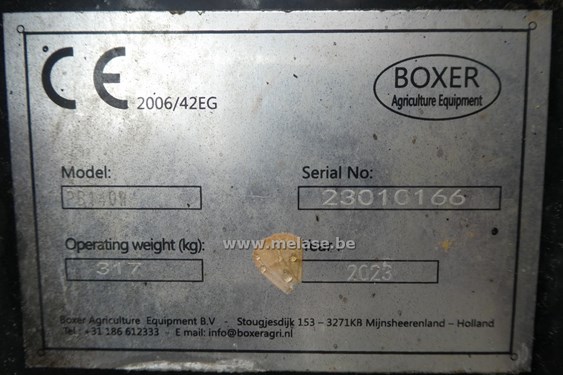 CE 2006/42EG
BOXER
Agriculture Equipment
Model: Serial No:
23010166
Operating weight (kg): Year:
www.melase.be
317 2023
Boxer Agriculture Equipment B.V - Stougjesdijk 153 – 3271KB Mijnsheerenland – Holland
Tel : +31 186 612333 - E mail: info@boxeragri.nl